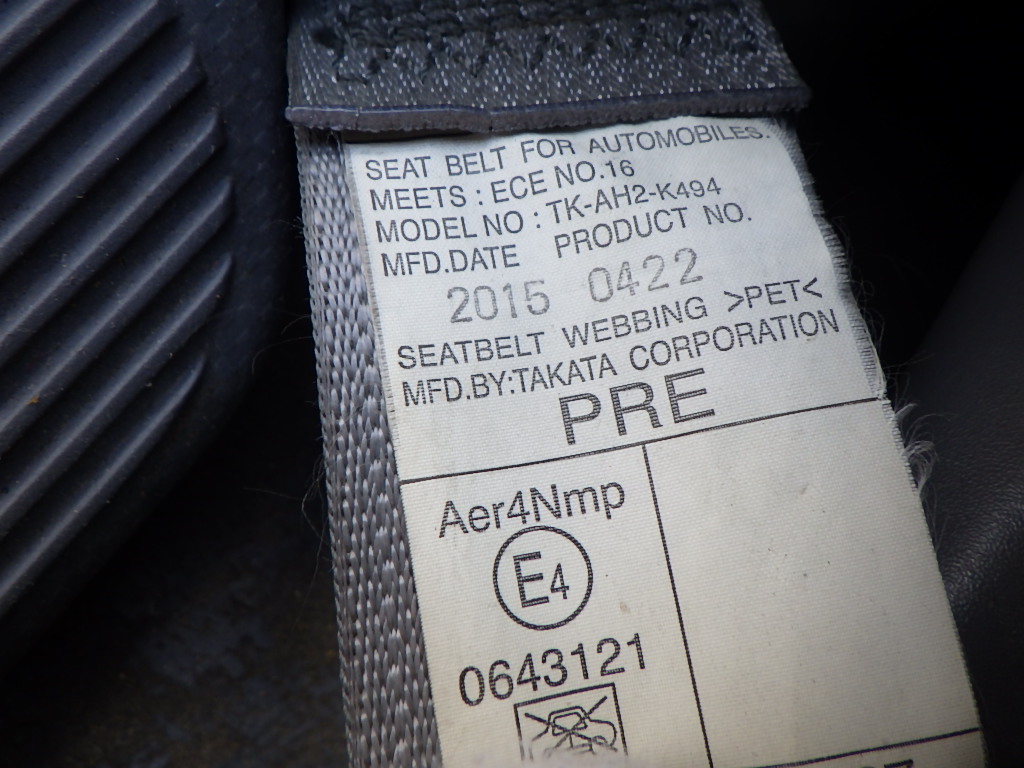 SEAT BELT FOR AUTOMOBILES.
MEETS : ECE NO.16
MODEL NO : TK-AH2-K494
MFD.DATE PRODUCT NO.
2015 0422
SEATBELT WEBBING >PET<
MFD.BY:TAKATA CORPORATION
PRE
Aer4Nmp
E4
0643121